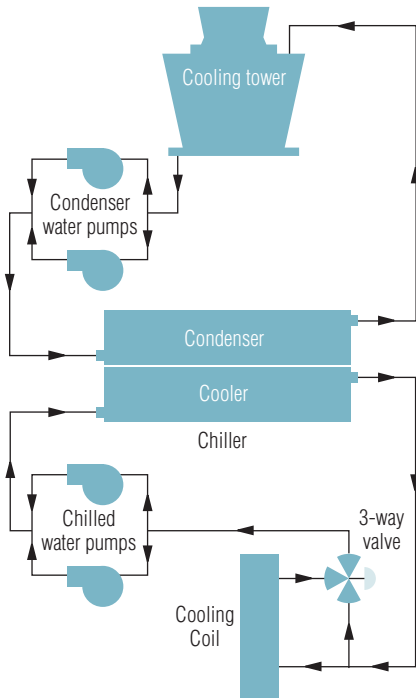 Cooling tower
Condenser
water pumps
Condenser
Cooler
Chiller
Chilled
water pumps
3-way
valve
Cooling
Coil